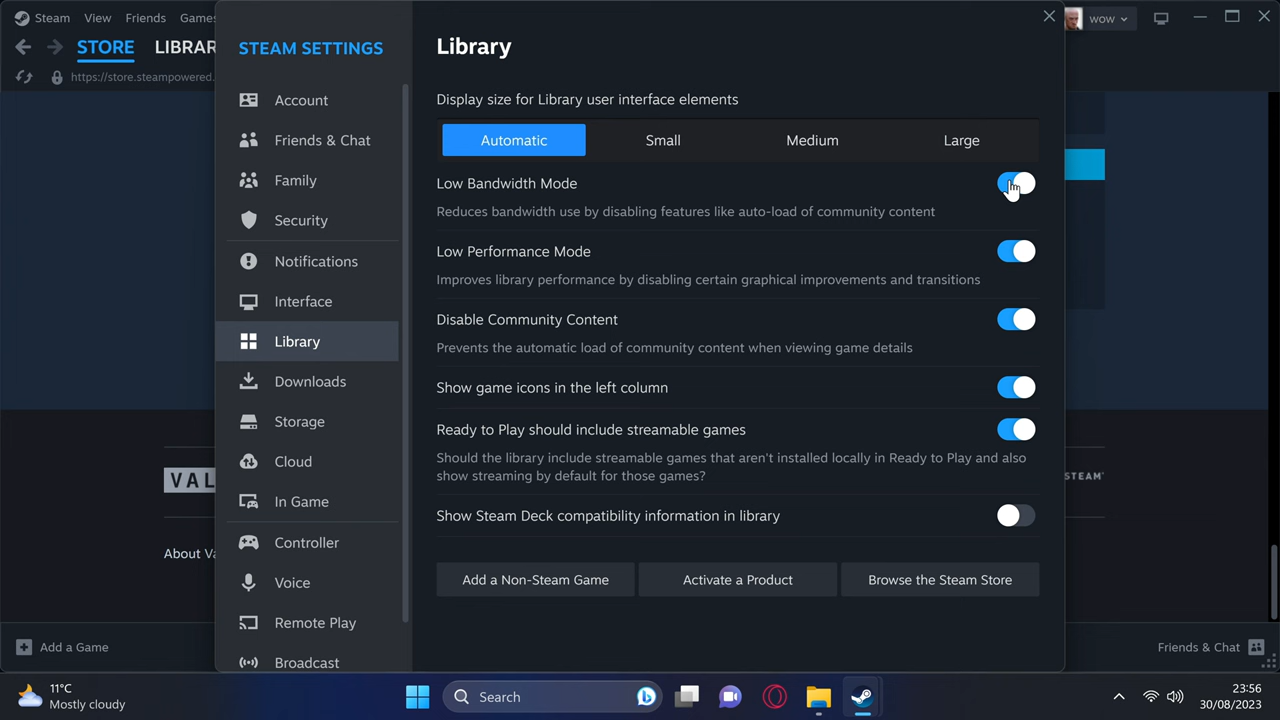 Steam View Friends Games
wow
STORE LIBRAR
https://store.steampowered.
STEAM SETTINGS
Account
Friends & Chat
Family
Security
Notifications
Interface
Library
Downloads
Storage
Cloud
In Game
Controller
Voice
Remote Play
Broadcast
Library
Display size for Library user interface elements
Automatic Small Medium Large
Low Bandwidth Mode
Reduces bandwidth use by disabling features like auto-load of community content
Low Performance Mode
Improves library performance by disabling certain graphical improvements and transitions
Disable Community Content
Prevents the automatic load of community content when viewing game details
Show game icons in the left column
Ready to Play should include streamable games
Should the library include streamable games that aren't installed locally in Ready to Play and also
show streaming by default for those games?
Show Steam Deck compatibility information in library
Add a Non-Steam Game Activate a Product Browse the Steam Store
VAL
STEAM
About Va
Add a Game
Friends & Chat
11°C
Mostly cloudy
Search
23:56
30/08/2023